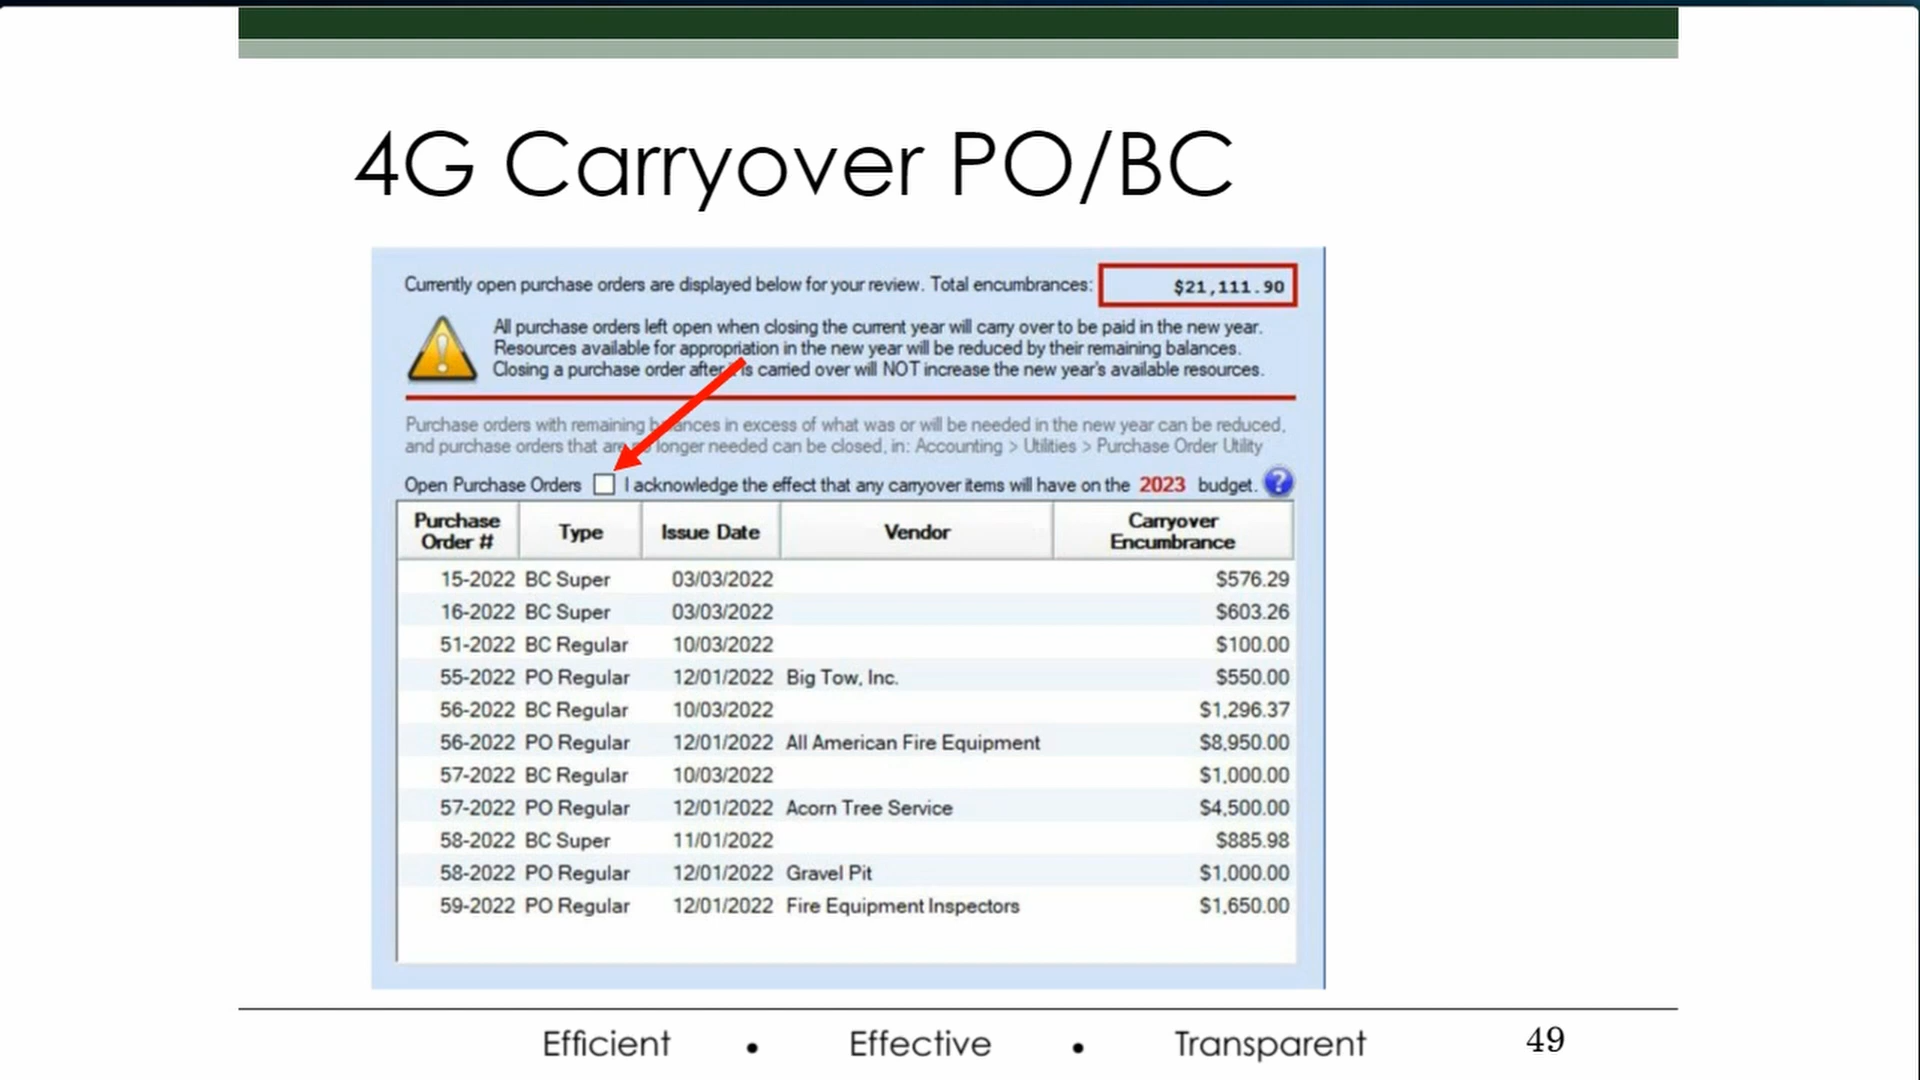 4G Carryover PO/BC
Currently open purchase orders are displayed below for your review. Total encumbrances: $21,111.90
All purchase orders left open when closing the current year will carry over to be paid in the new year.
Resources available for appropriation in the new year will be reduced by their remaining balances.
Closing a purchase order after is carried over will NOT increase the new year's available resources.
Purchase orders with remaining balances in excess of what was or will be needed in the new year can be reduced,
and purchase orders that are longer needed can be closed, in: Accounting > Utilities > Purchase Order Utility
Open Purchase Orders I acknowledge the effect that any carryover items will have on the 2023 budget. ?
Purchase Order # Type Issue Date Vendor Carryover Encumbrance
15-2022 BC Super 03/03/2022 $576.29
16-2022 BC Super 03/03/2022 $603.26
51-2022 BC Regular 10/03/2022 $100.00
55-2022 PO Regular 12/01/2022 Big Tow, Inc. $550.00
56-2022 BC Regular 10/03/2022 $1,296.37
56-2022 PO Regular 12/01/2022 All American Fire Equipment $8,950.00
57-2022 BC Regular 10/03/2022 $1,000.00
57-2022 PO Regular 12/01/2022 Acorn Tree Service $4,500.00
58-2022 BC Super 11/01/2022 $885.98
58-2022 PO Regular 12/01/2022 Gravel Pit $1,000.00
59-2022 PO Regular 12/01/2022 Fire Equipment Inspectors $1,650.00
Efficient • Effective • Transparent 49